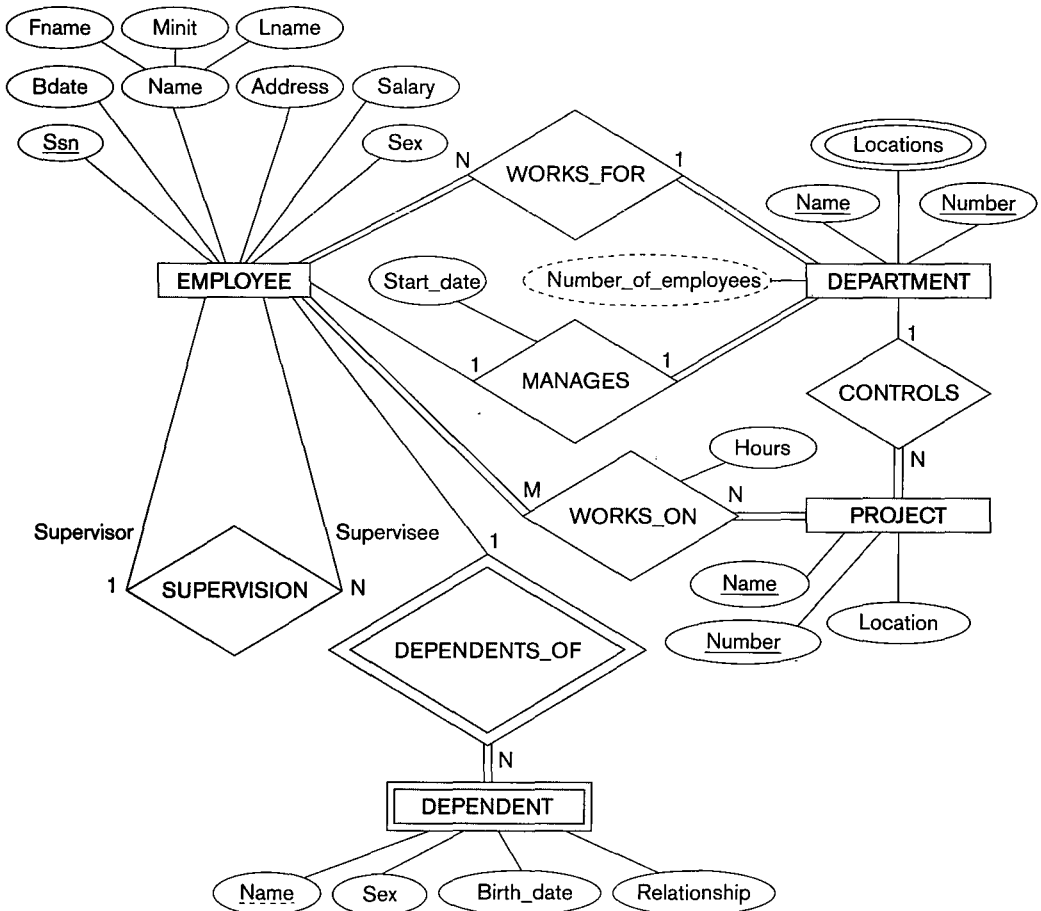 Fname
Minit
Lname
Bdate
Name
Address
Salary
Ssn
Sex
N
WORKS_FOR
1
Locations
Name
Number
EMPLOYEE
Start_date
Number_of_employees
DEPARTMENT
1
MANAGES
1
1
CONTROLS
N
Hours
M
WORKS_ON
N
PROJECT
Supervisor
Supervisee
1
SUPERVISION
N
1
Name
Number
Location
DEPENDENTS_OF
N
DEPENDENT
Name
Sex
Birth_date
Relationship